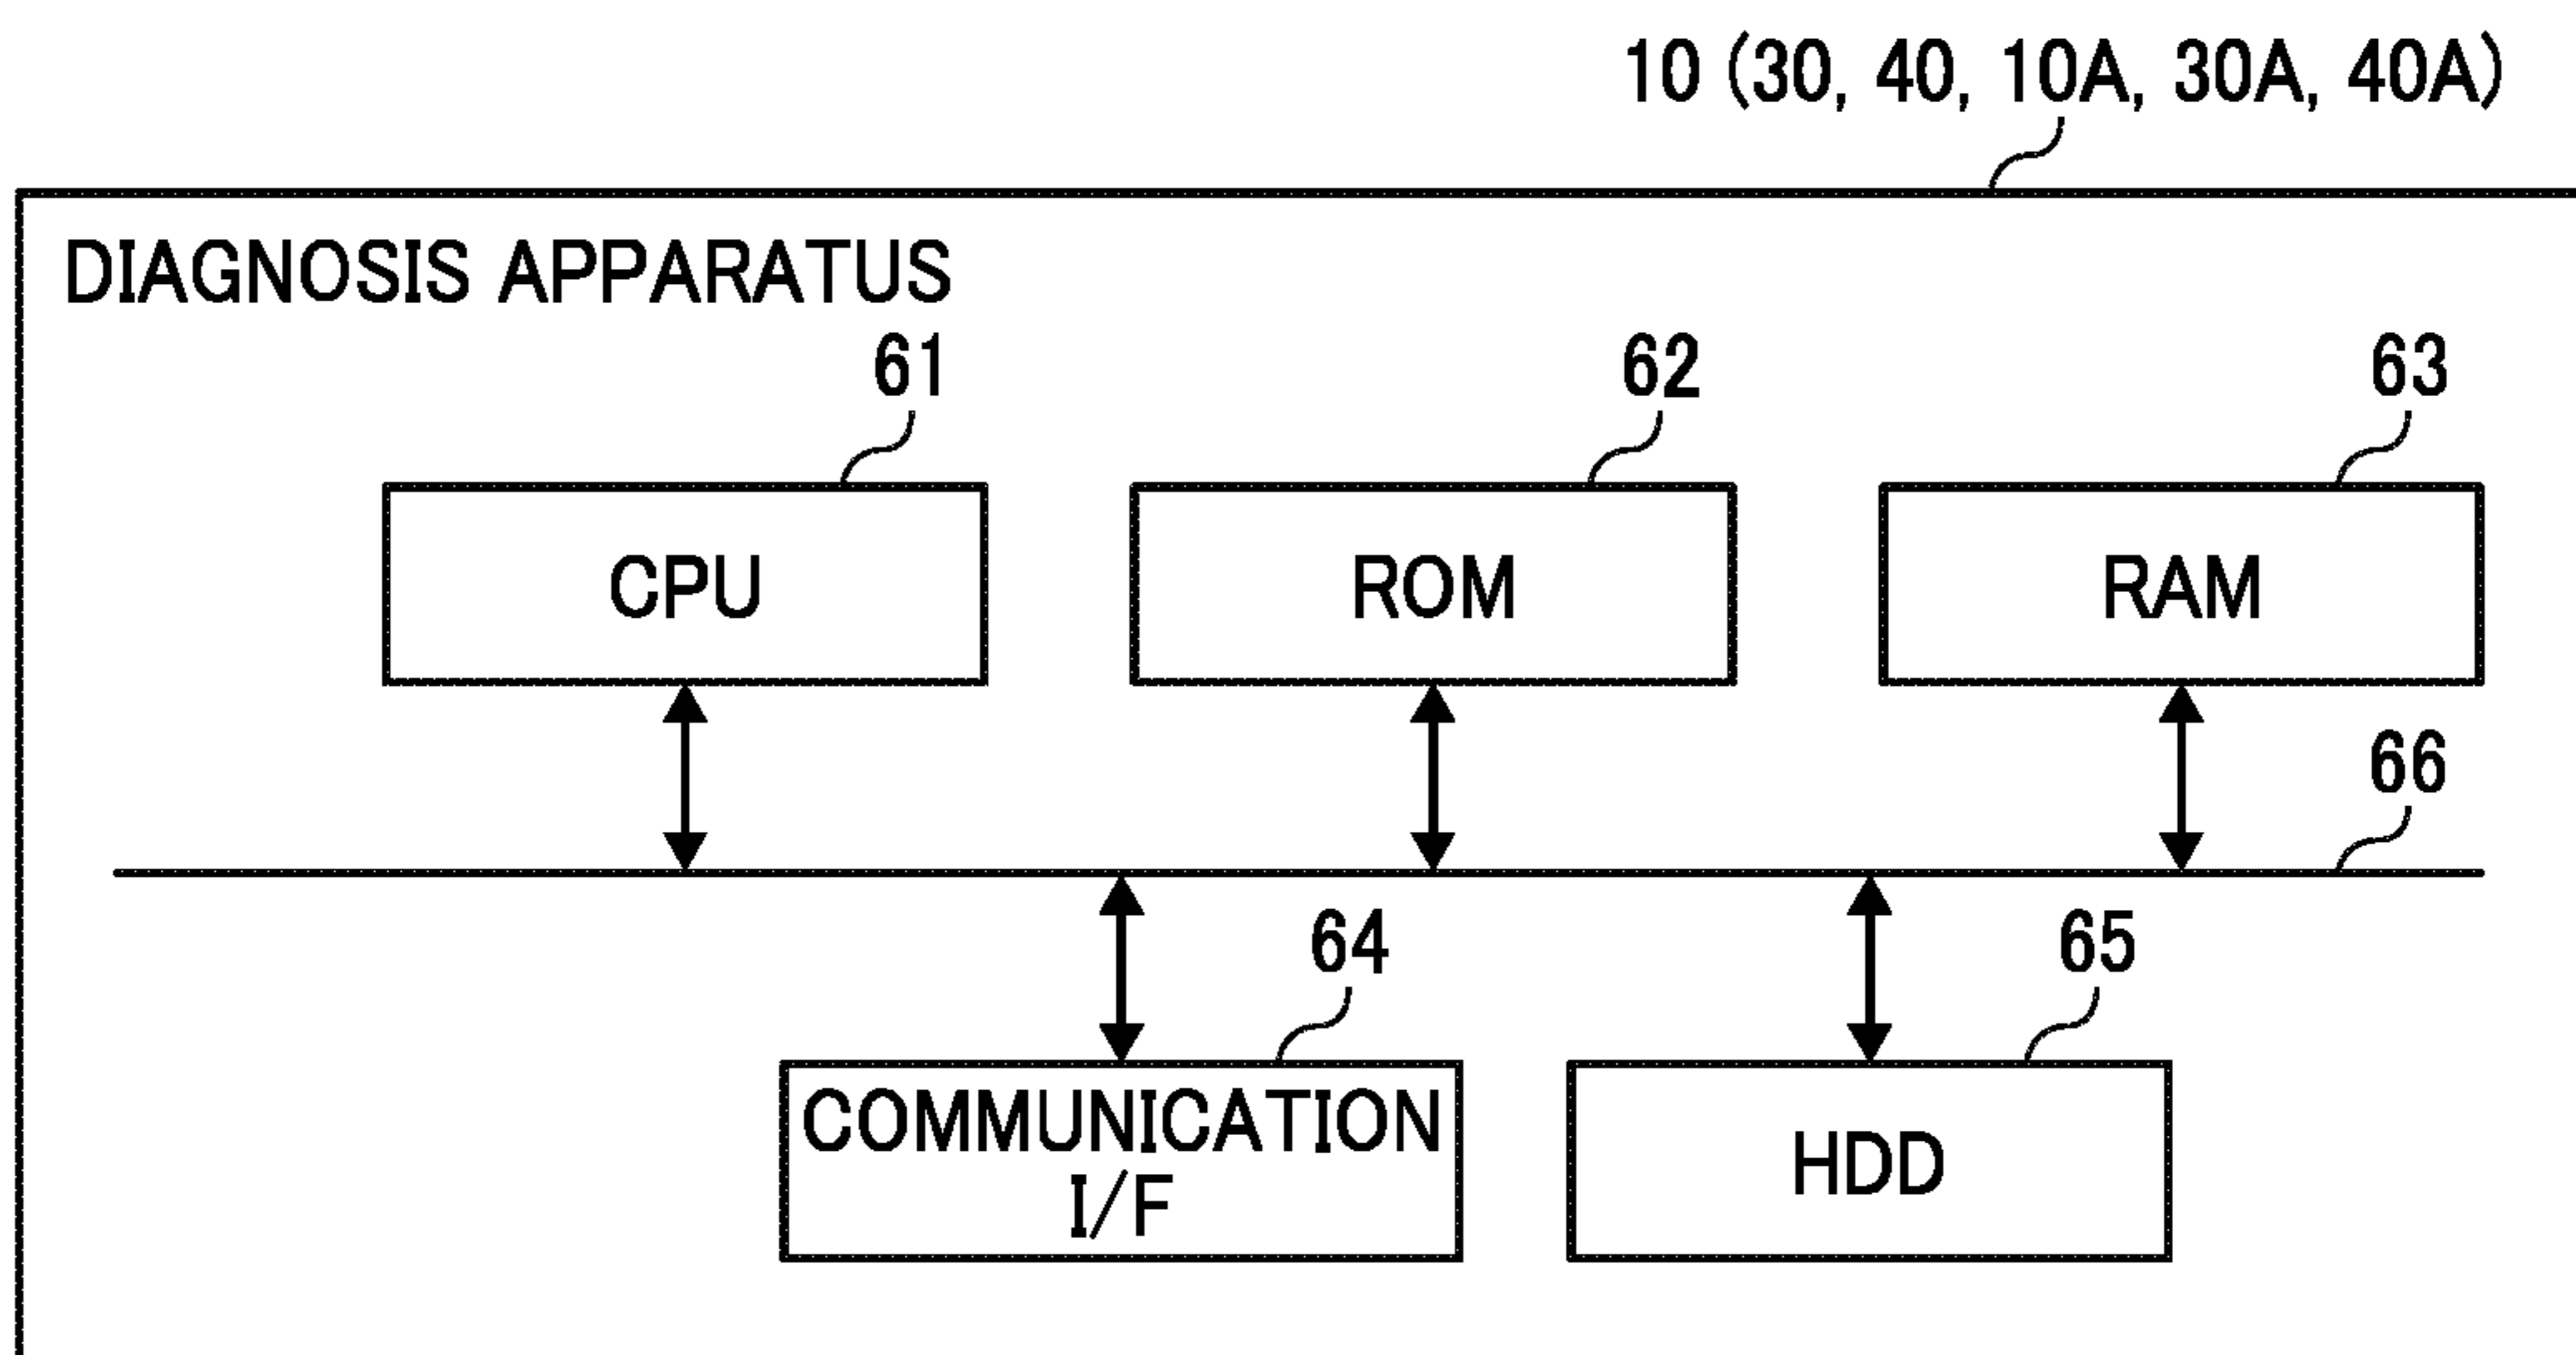 10 (30, 40, 10A, 30A, 40A)
DIAGNOSIS APPARATUS
61
62
63
CPU
ROM
RAM
66
64
65
COMMUNICATION
I/F
HDD